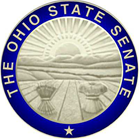 THE OHIO STATE SENATE